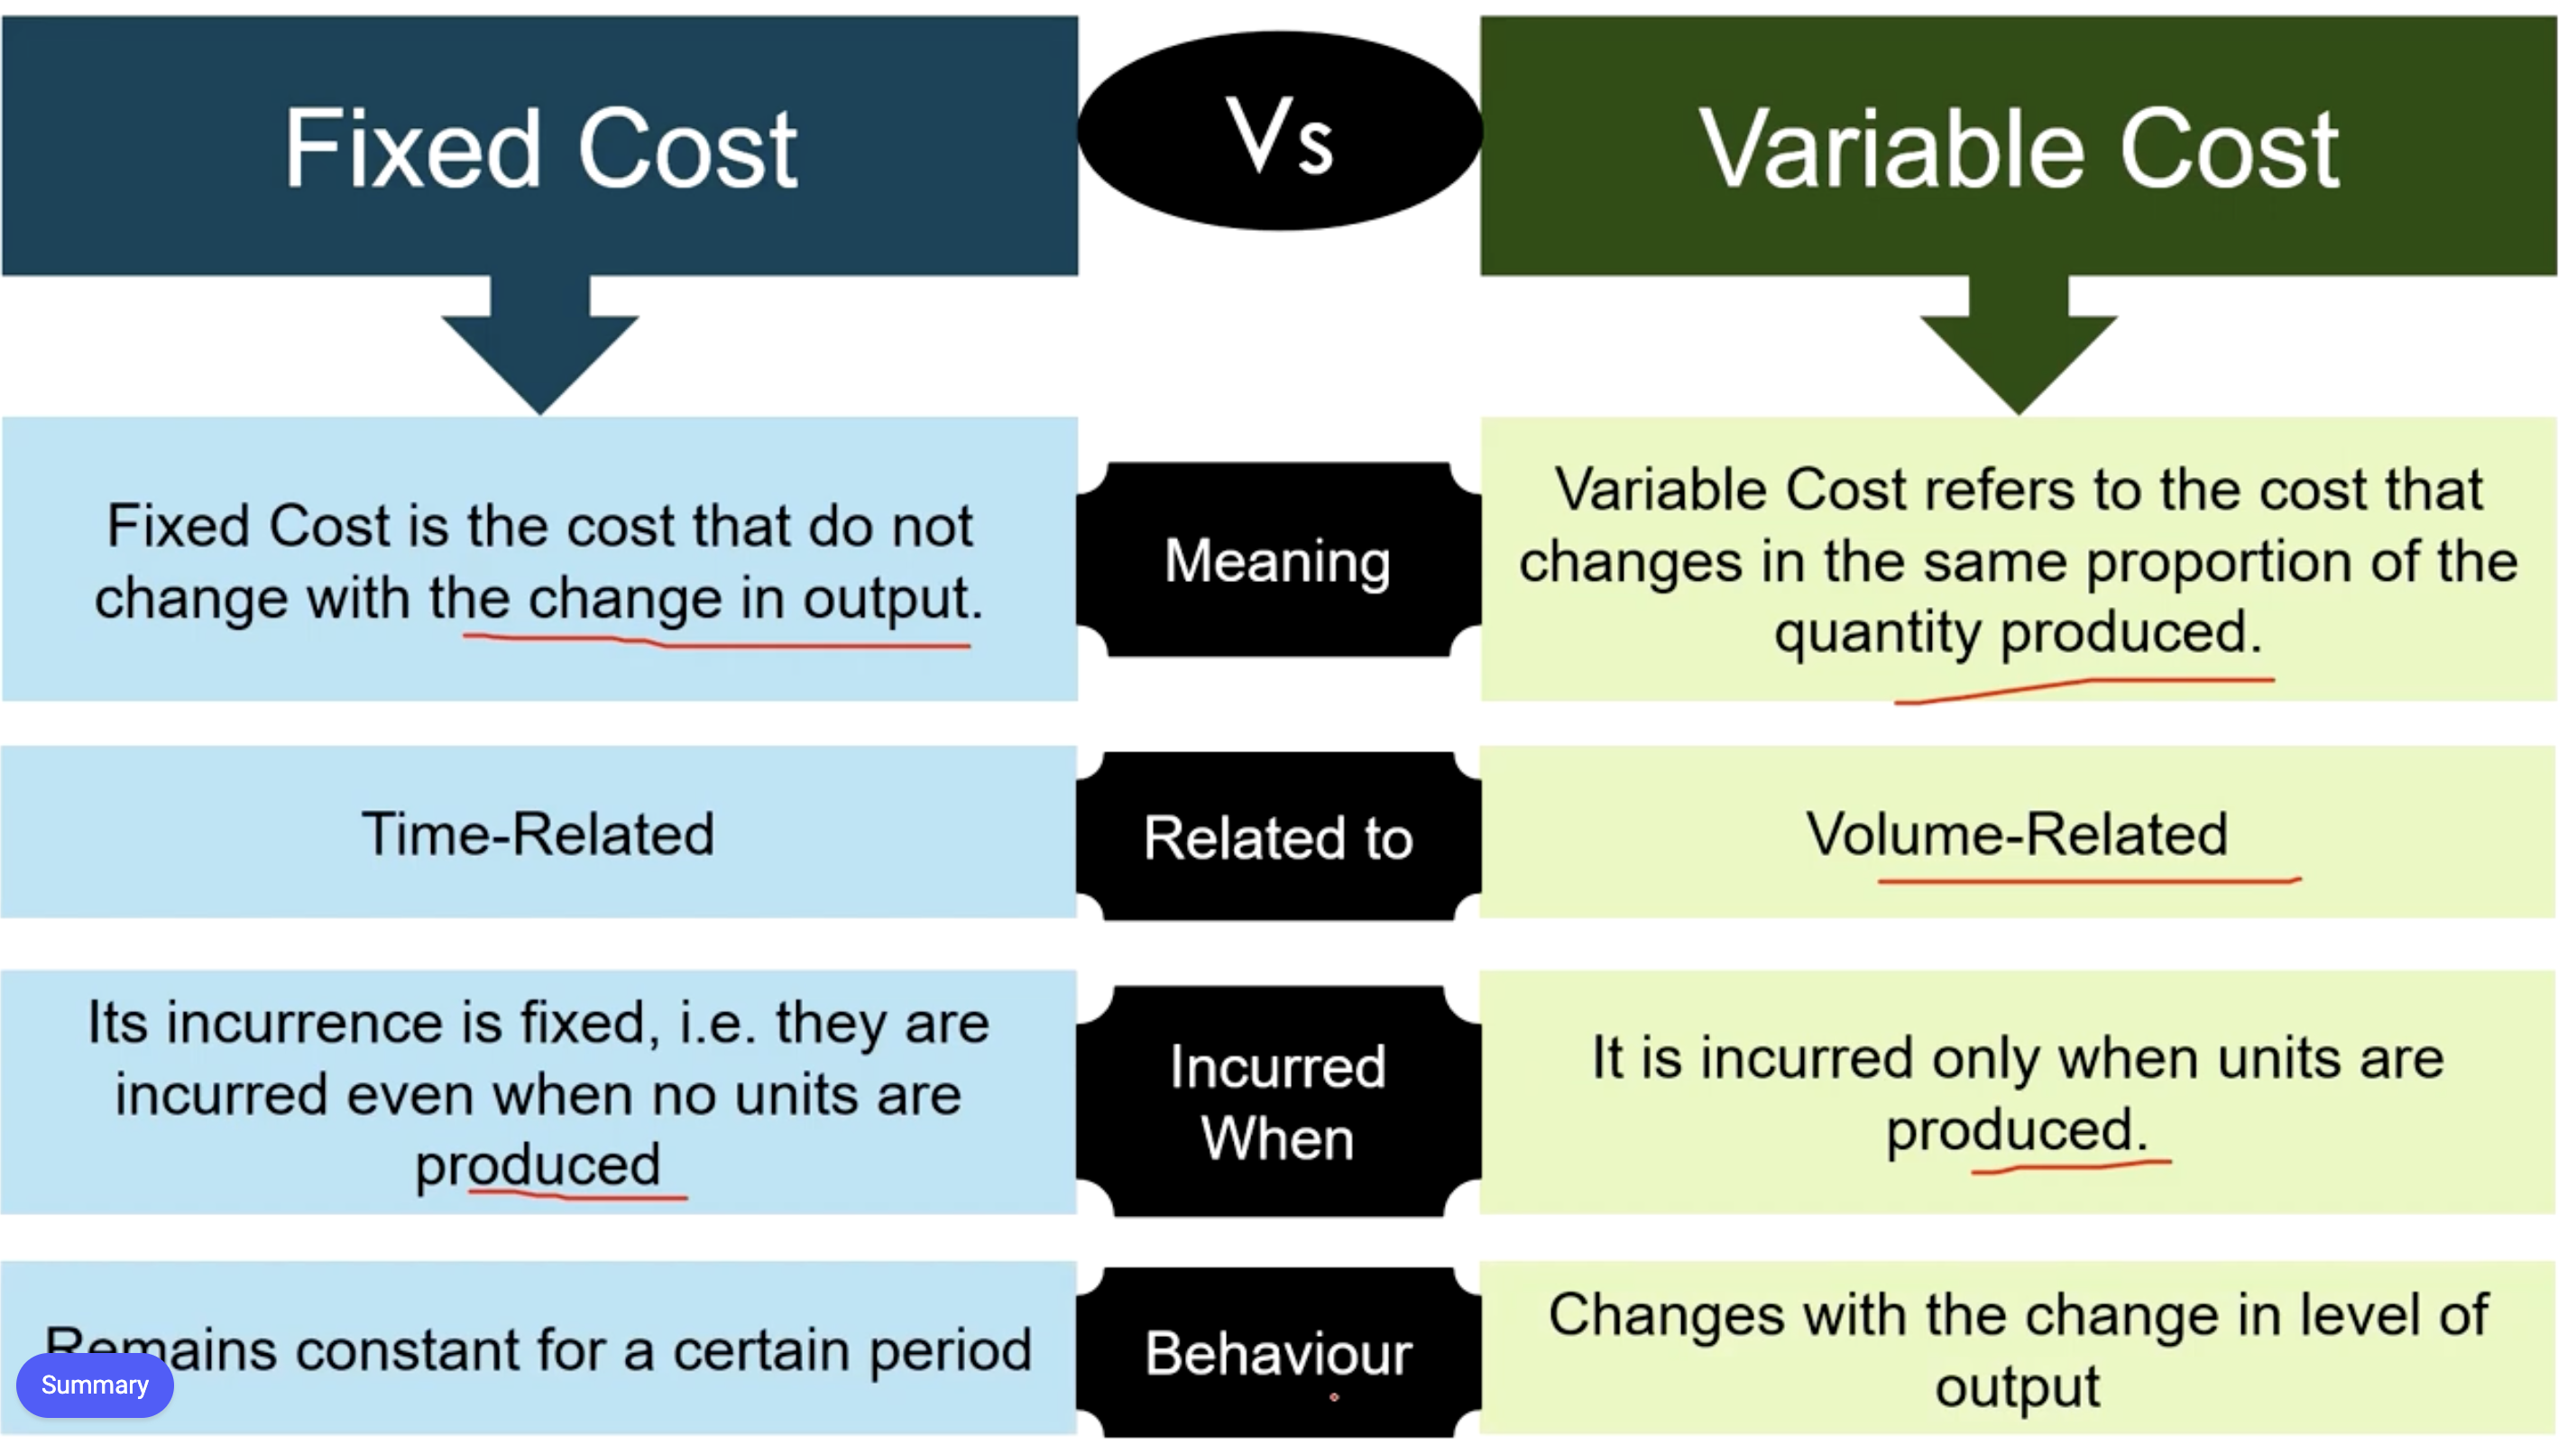 Fixed Cost
Vs
Variable Cost
Fixed Cost is the cost that do not
change with the change in output.
Meaning
Variable Cost refers to the cost that
changes in the same proportion of the
quantity produced.
Time-Related
Related to
Volume-Related
Its incurrence is fixed, i.e. they are
incurred even when no units are
produced
Incurred
When
It is incurred only when units are
produced.
Remains constant for a certain period
Behaviour
Changes with the change in level of
output
Summary